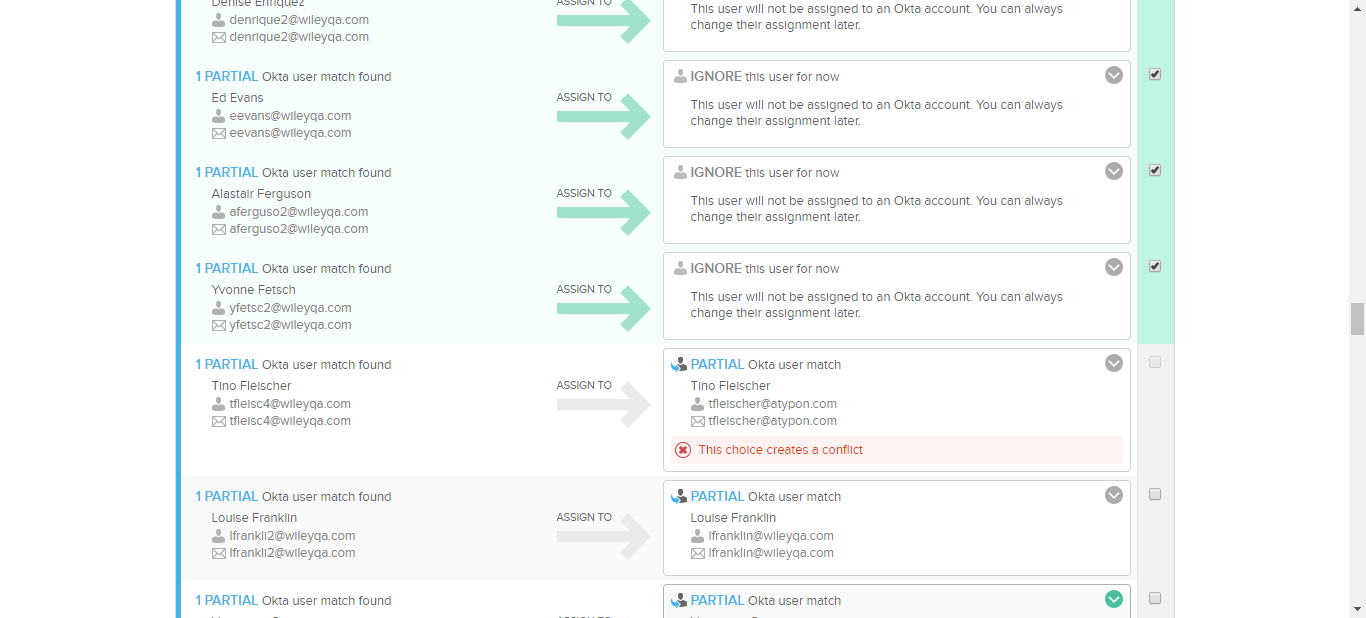 Denise Enriquez
denrique2@wileyqa.com
denrique2@wileyqa.com
ASSIGN TO
This user will not be assigned to an Okta account. You can always
change their assignment later.
1 PARTIAL Okta user match found
Ed Evans
eevans@wileyqa.com
eevans@wileyqa.com
ASSIGN TO
IGNORE this user for now
This user will not be assigned to an Okta account. You can always
change their assignment later.
1 PARTIAL Okta user match found
Alastair Ferguson
aferguso2@wileyqa.com
aferguso2@wileyqa.com
ASSIGN TO
IGNORE this user for now
This user will not be assigned to an Okta account. You can always
change their assignment later.
1 PARTIAL Okta user match found
Yvonne Fetsch
yfetsc2@wileyqa.com
yfetsc2@wileyqa.com
ASSIGN TO
IGNORE this user for now
This user will not be assigned to an Okta account. You can always
change their assignment later.
1 PARTIAL Okta user match found
Tino Fleischer
tfleisc4@wileyqa.com
tfleisc4@wileyqa.com
ASSIGN TO
PARTIAL Okta user match
Tino Fleischer
tfleischer@atypon.com
tfleischer@atypon.com
This choice creates a conflict
1 PARTIAL Okta user match found
Louise Franklin
lfrankli2@wileyqa.com
lfrankli2@wileyqa.com
ASSIGN TO
PARTIAL Okta user match
Louise Franklin
lfranklin@wileyqa.com
lfranklin@wileyqa.com
1 PARTIAL Okta user match found
ASSIGN TO
PARTIAL Okta user match